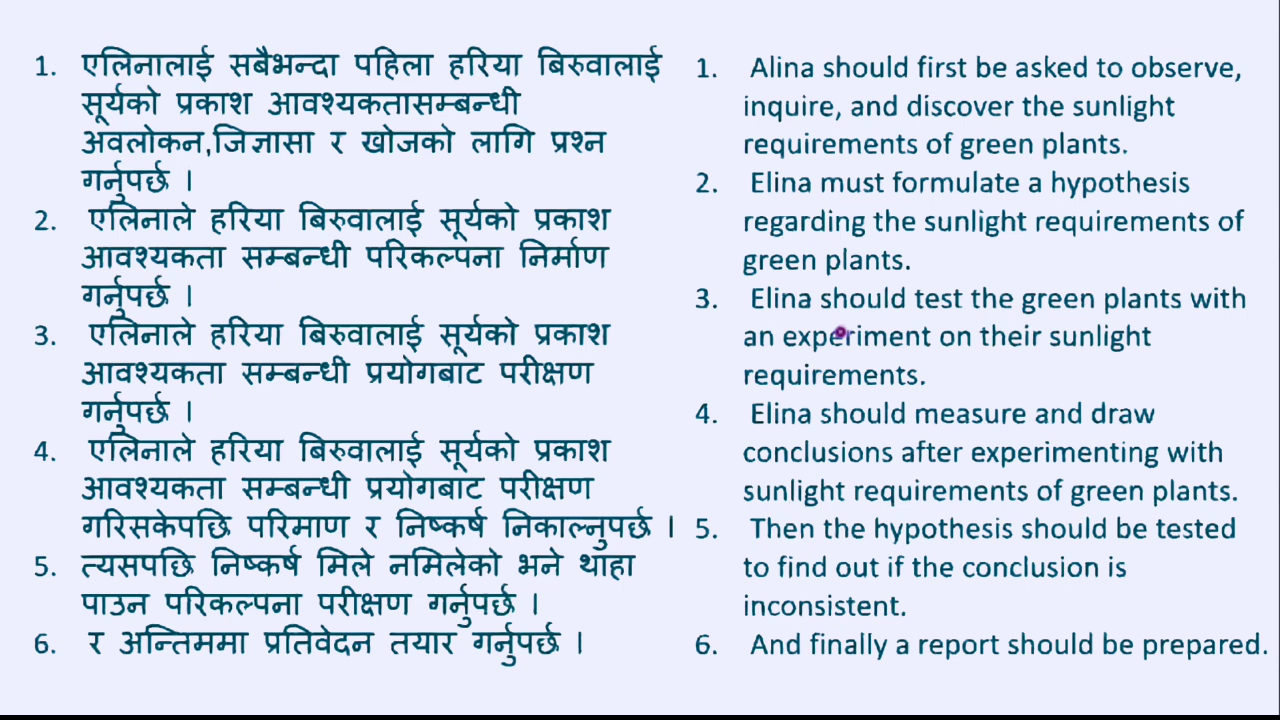 1. एलिनालाई सबैभन्दा पहिला हरिया बिरुवालाई
सूर्यको प्रकाश आवश्यकतासम्बन्धी
अवलोकन,जिज्ञासा र खोजको लागि प्रश्न
गर्नुपर्छ ।
2. एलिनाले हरिया बिरुवालाई सूर्यको प्रकाश
आवश्यकता सम्बन्धी परिकल्पना निर्माण
गर्नुपर्छ ।
3. एलिनाले हरिया बिरुवालाई सूर्यको प्रकाश
आवश्यकता सम्बन्धी प्रयोगबाट परीक्षण
गर्नुपर्छ ।
4. एलिनाले हरिया बिरुवालाई सूर्यको प्रकाश
आवश्यकता सम्बन्धी प्रयोगबाट परीक्षण
गरिसकेपछि परिमाण र निष्कर्ष निकाल्नुपर्छ ।
5. त्यसपछि निष्कर्ष मिले नमिलेको भने थाहा
पाउन परिकल्पना परीक्षण गर्नुपर्छ ।
6. र अन्तिममा प्रतिवेदन तयार गर्नुपर्छ ।
1. Alina should first be asked to observe,
inquire, and discover the sunlight
requirements of green plants.
2. Elina must formulate a hypothesis
regarding the sunlight requirements of
green plants.
3. Elina should test the green plants with
an experiment on their sunlight
requirements.
4. Elina should measure and draw
conclusions after experimenting with
sunlight requirements of green plants.
5. Then the hypothesis should be tested
to find out if the conclusion is
inconsistent.
6. And finally a report should be prepared.